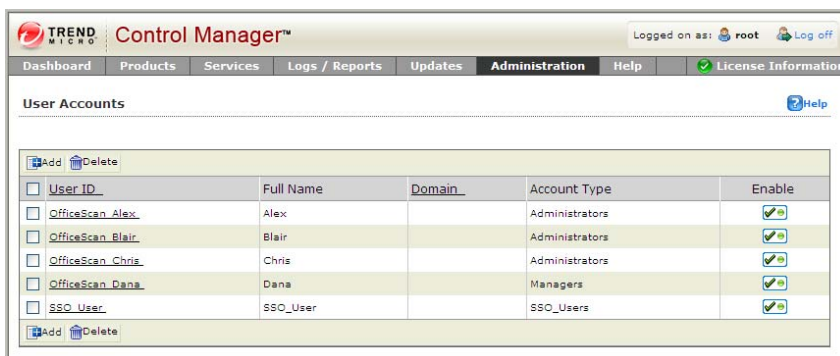 TREND MICRO Control Manager™ Logged on as: root Log off
Dashboard Products Services Logs / Reports Updates Administration Help License Informatio
User Accounts Help
Add Delete
User ID Full Name Domain Account Type Enable
OfficeScan_Alex Alex Administrators
OfficeScan_Blair Blair Administrators
OfficeScan_Chris Chris Administrators
OfficeScan_Dana Dana Managers
SSO_User SSO_User SSO_Users
Add Delete